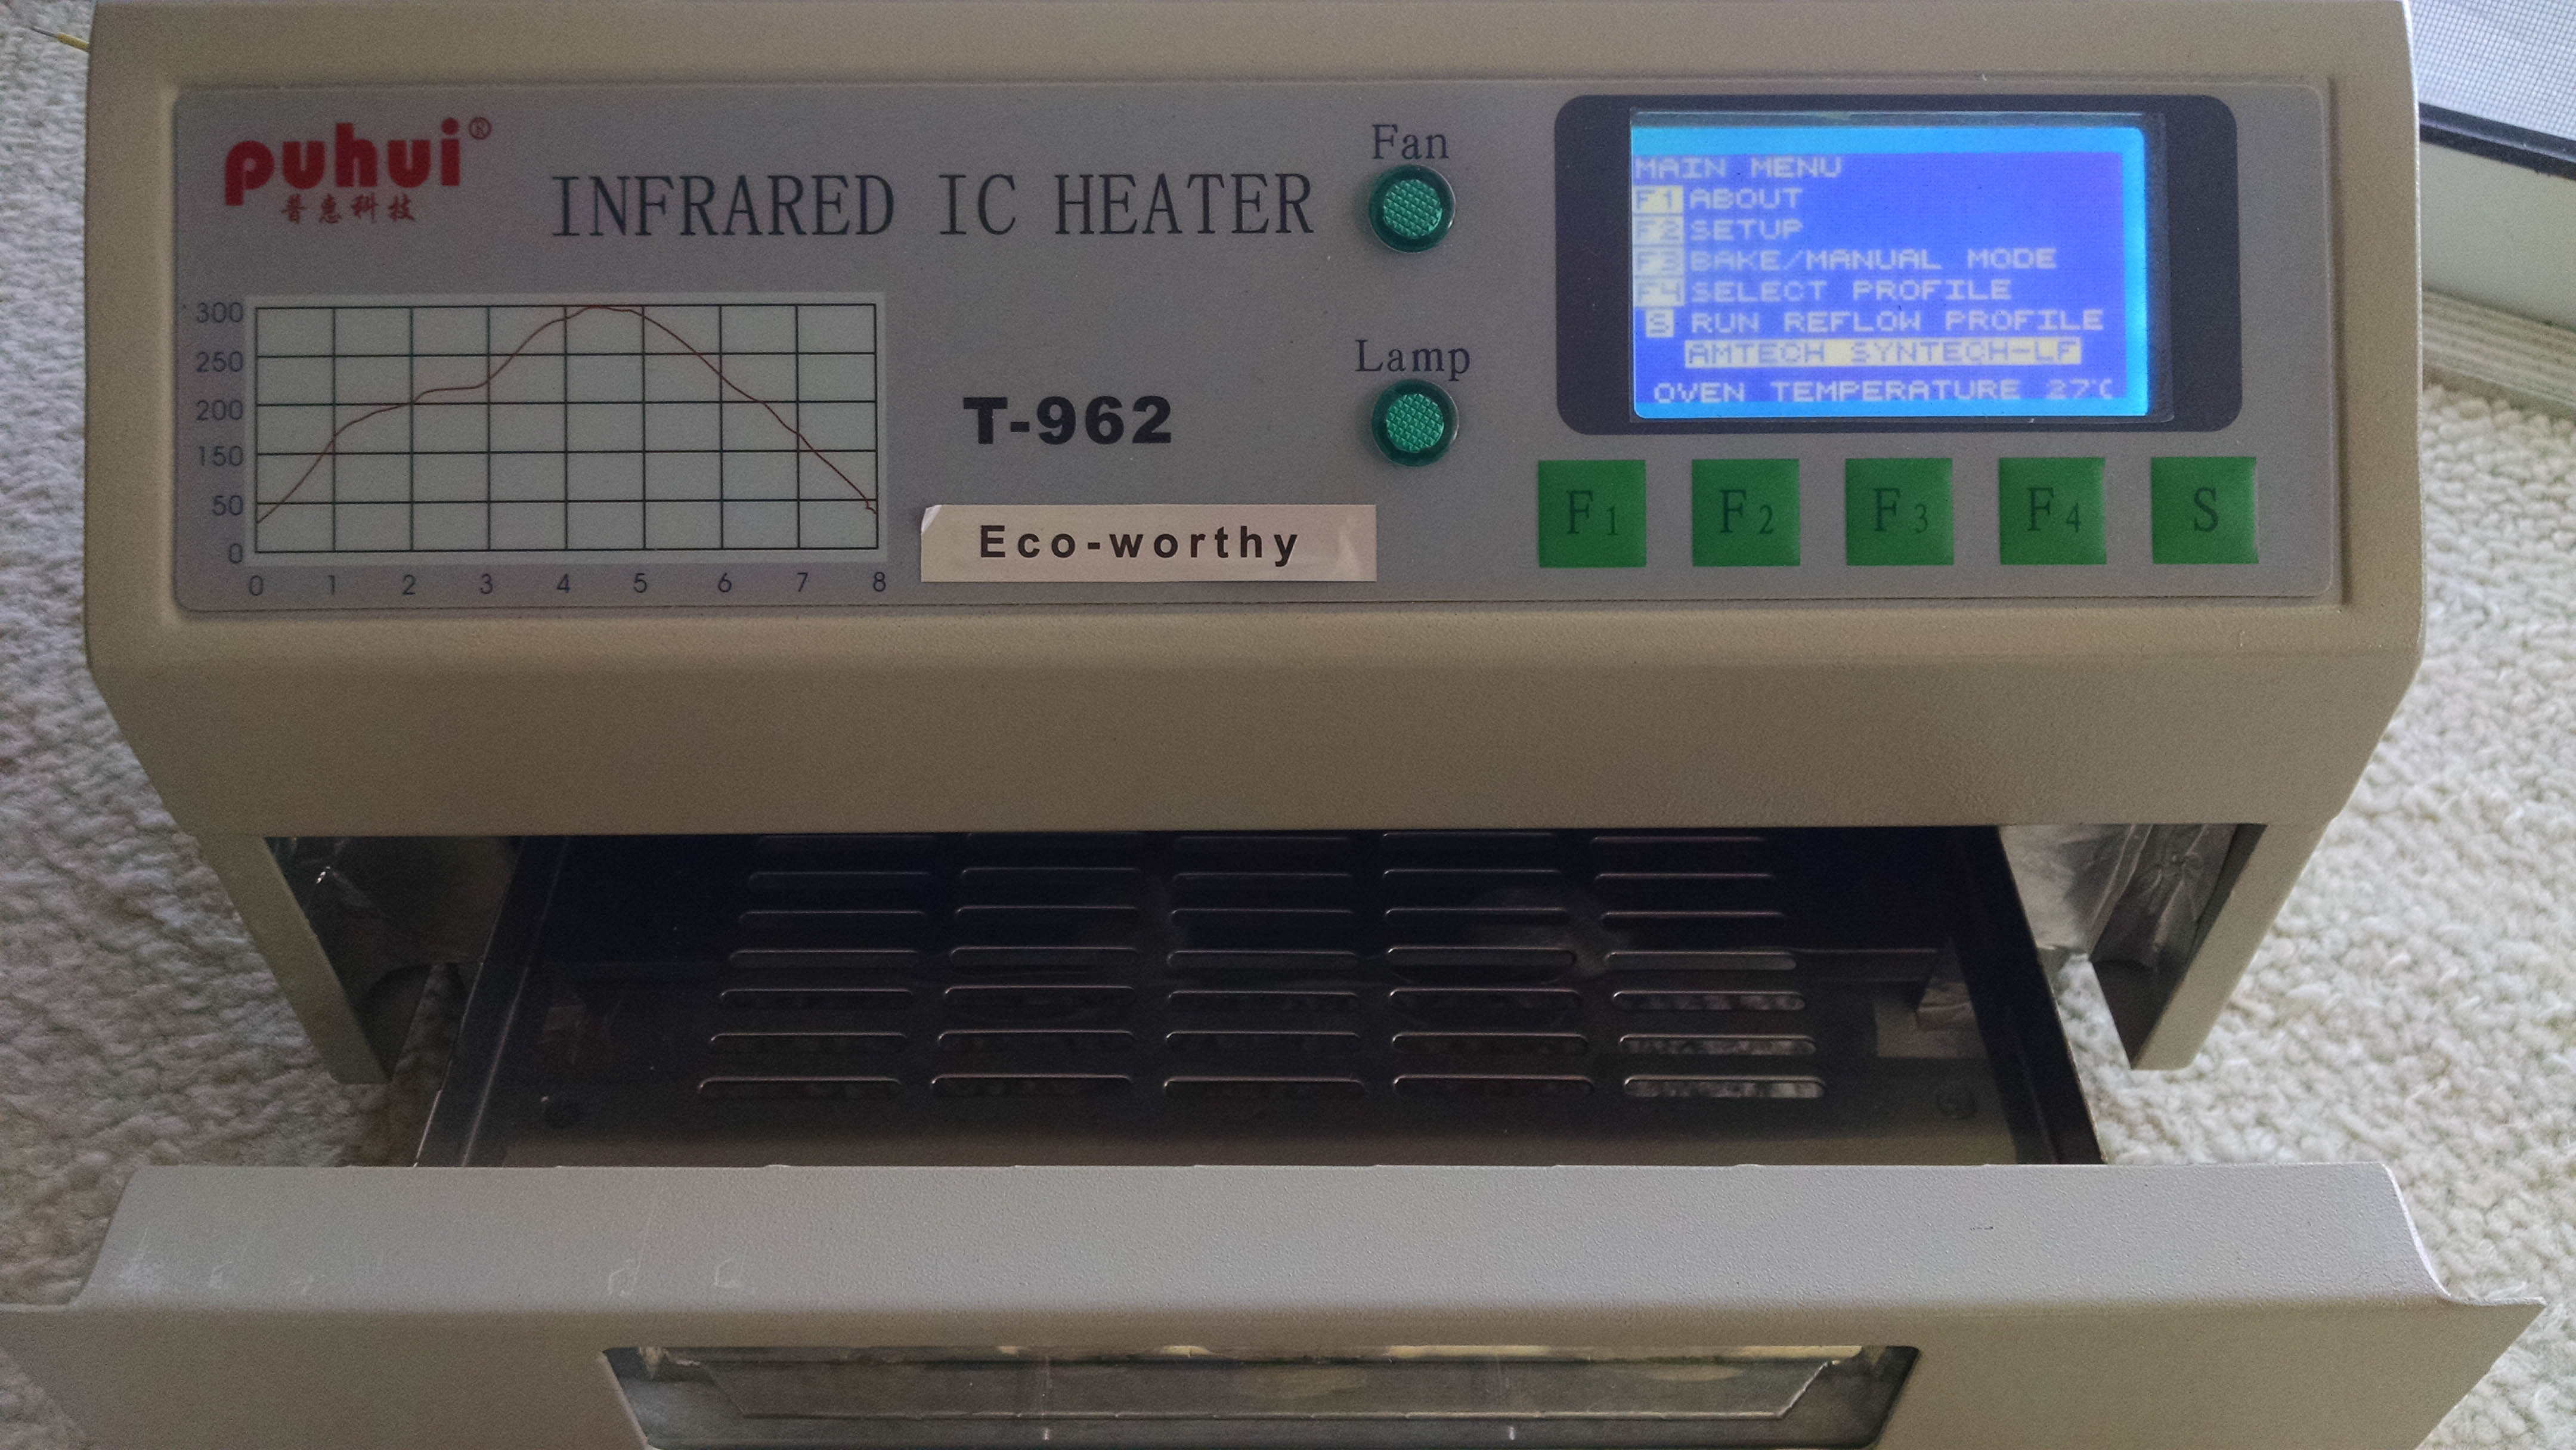 puhui®
普惠科技
INFRARED IC HEATER
300
250
200
150
50
0
0 1 2 3 4 5 6 7 8
T-962
Eco-worthy
Fan
Lamp
MAIN MENU
F1 ABOUT
F2 SETUP
F3 BAKE/MANUAL MODE
F4 SELECT PROFILE
S RUN REFLOW PROFILE
AMTECH SYNTECH-LF
OVEN TEMPERATURE 27°C
F1 F2 F3 F4 S